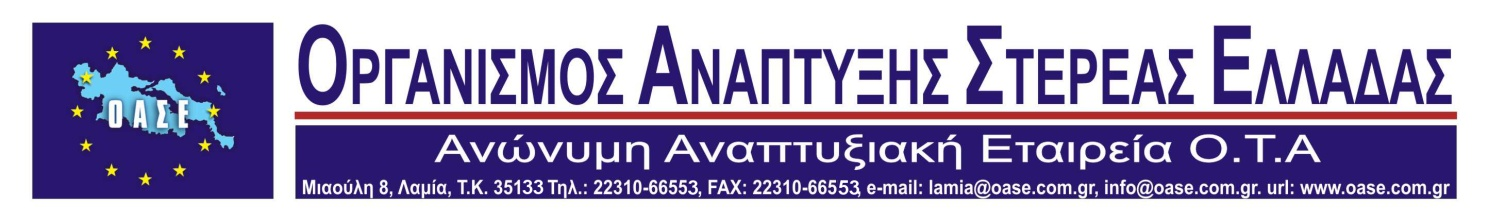 ΟΑΣΕ
ΟΡΓΑΝΙΣΜΟΣ ΑΝΑΠΤΥΞΗΣ ΣΤΕΡΕΑΣ ΕΛΛΑΔΑΣ
Ανώνυμη Αναπτυξιακή Εταιρεία Ο.Τ.Α
Μιαούλη 8, Λαμία, Τ.Κ. 35133 Τηλ.: 22310-66553, FAX: 22310-66553, e-mail: lamia@oase.com.gr, info@oase.com.gr. url: www.oase.com.gr